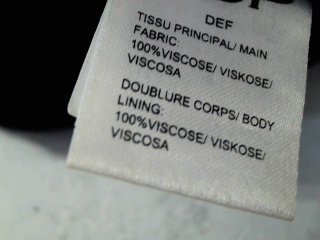 DEF
TISSU PRINCIPAL/ MAIN
FABRIC:
100%VISCOSE/ VISKOSE/
VISCOSA
DOUBLURE CORPS/ BODY
LINING:
100%VISCOSE/ VISKOSE/
VISCOSA